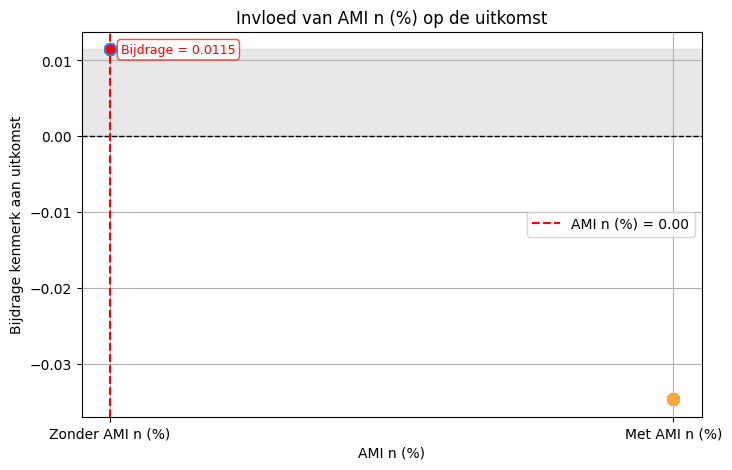 Invloed van AMI n (%) op de uitkomst
Bijdrage kenmerk aan uitkomst
0.01
0.00
−0.01
−0.02
−0.03
Bijdrage = 0.0115
AMI n (%) = 0.00
Zonder AMI n (%)
Met AMI n (%)
AMI n (%)